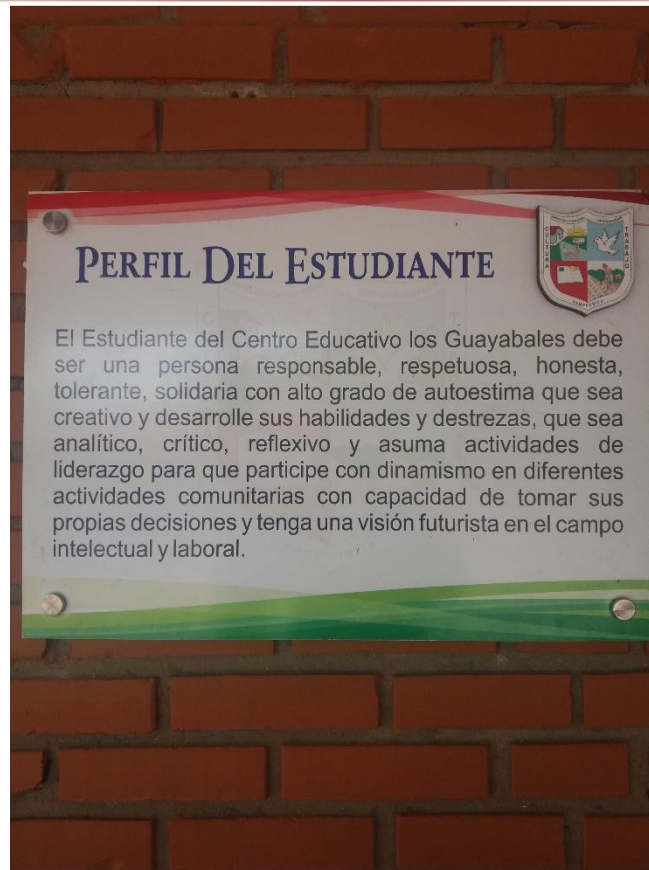 PERFIL DEL ESTUDIANTE
CULTURA
TRABAJO
El Estudiante del Centro Educativo los Guayabales debe
ser una persona responsable, respetuosa, honesta,
tolerante, solidaria con alto grado de autoestima que sea
creativo y desarrolle sus habilidades y destrezas, que sea
analítico, crítico, reflexivo y asuma actividades de
liderazgo para que participe con dinamismo en diferentes
actividades comunitarias con capacidad de tomar sus
propias decisiones y tenga una visión futurista en el campo
intelectual y laboral.